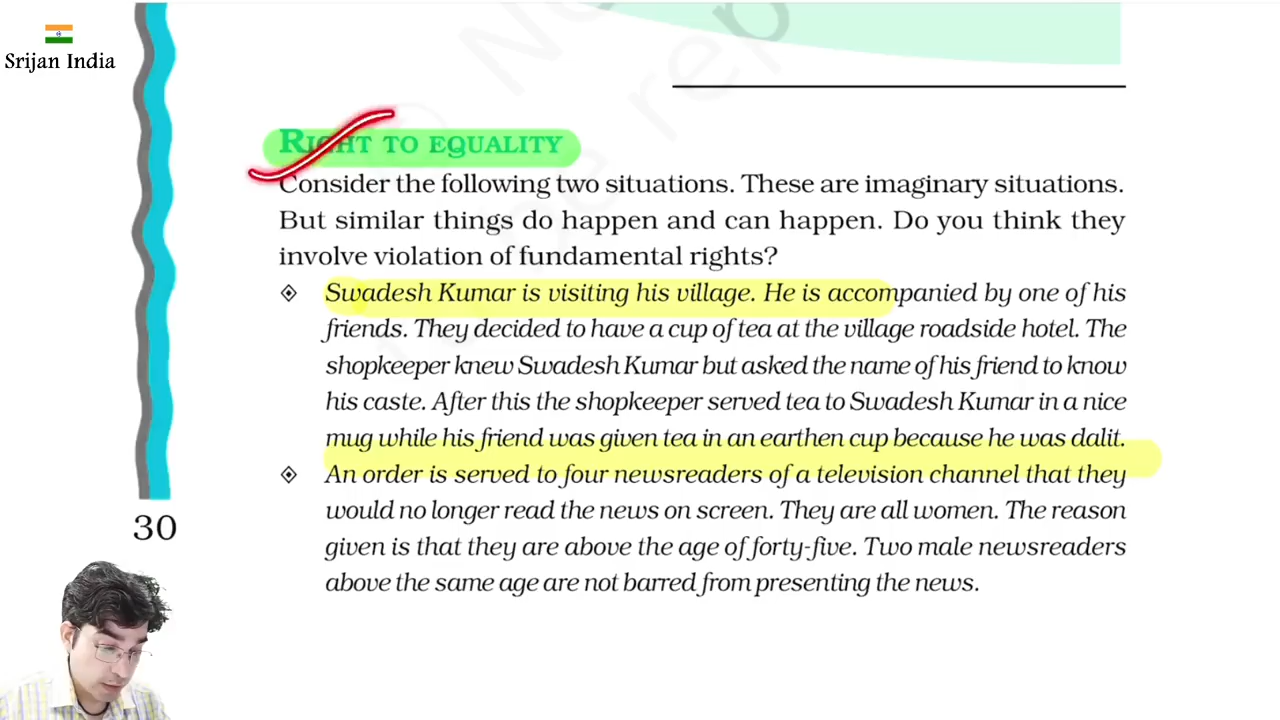 Srijan India
RIGHT TO EQUALITY
Consider the following two situations. These are imaginary situations.
But similar things do happen and can happen. Do you think they
involve violation of fundamental rights?
Swadesh Kumar is visiting his village. He is accompanied by one of his
friends. They decided to have a cup of tea at the village roadside hotel. The
shopkeeper knew Swadesh Kumar but asked the name of his friend to know
his caste. After this the shopkeeper served tea to Swadesh Kumar in a nice
mug while his friend was given tea in an earthen cup because he was dalit.
An order is served to four newsreaders of a television channel that they
would no longer read the news on screen. They are all women. The reason
given is that they are above the age of forty-five. Two male newsreaders
above the same age are not barred from presenting the news.
30